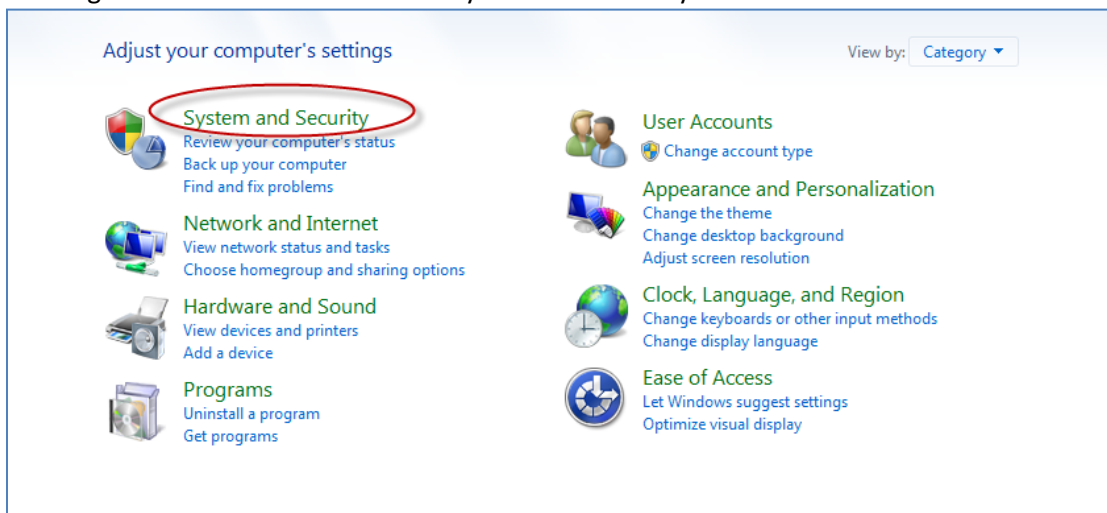 Adjust your computer's settings
View by: Category
System and Security
Review your computer's status
Back up your computer
Find and fix problems
Network and Internet
View network status and tasks
Choose homegroup and sharing options
Hardware and Sound
View devices and printers
Add a device
Programs
Uninstall a program
Get programs
User Accounts
Change account type
Appearance and Personalization
Change the theme
Change desktop background
Adjust screen resolution
Clock, Language, and Region
Change keyboards or other input methods
Change display language
Ease of Access
Let Windows suggest settings
Optimize visual display